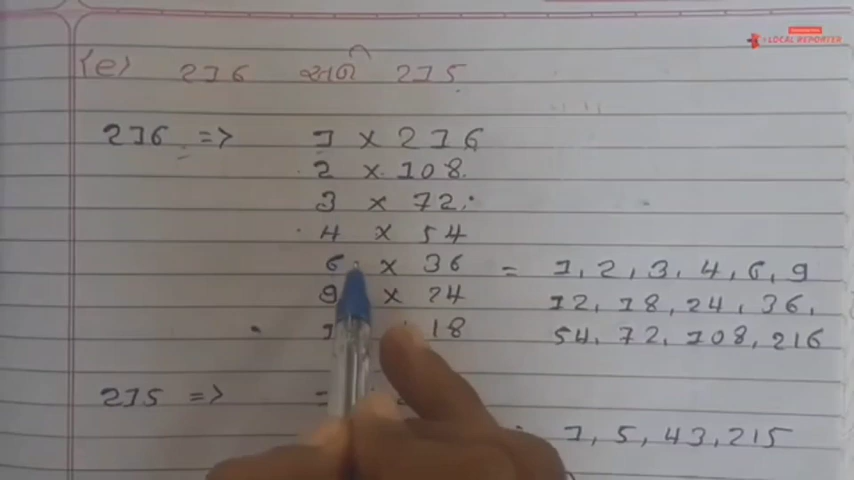 LOCAL REPORTER
(e) 216 અને 215
216 => 1 x 216
2 x 108
3 x 72
4 x 54
6 x 36 = 1, 2, 3, 4, 6, 9
9 x 24 12, 18, 24, 36,
1 18 54, 72, 108, 216
215 =>
1, 5, 43, 215